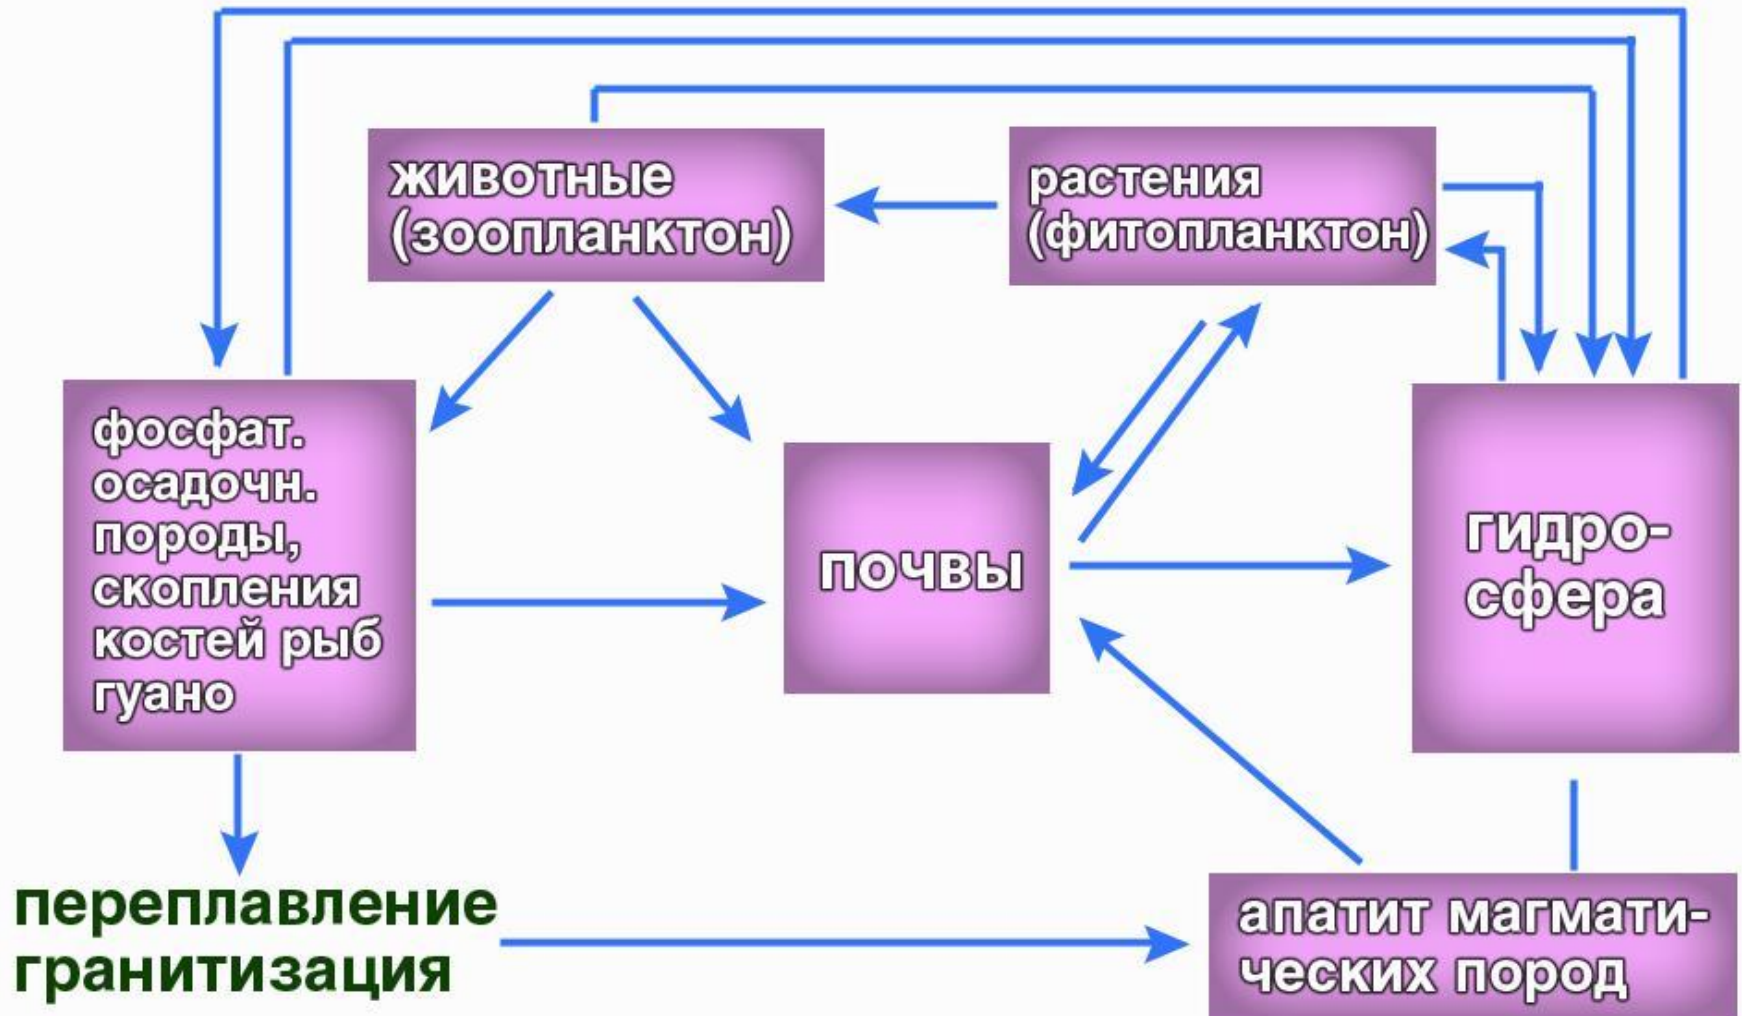 животные
(зоопланктон)
растения
(фитопланктон)
фосфат.
осадочн.
породы,
скопления
костей рыб
гуано
почвы
гидро-
сфера
переплавление
гранитизация
апатит магмати-
ческих пород